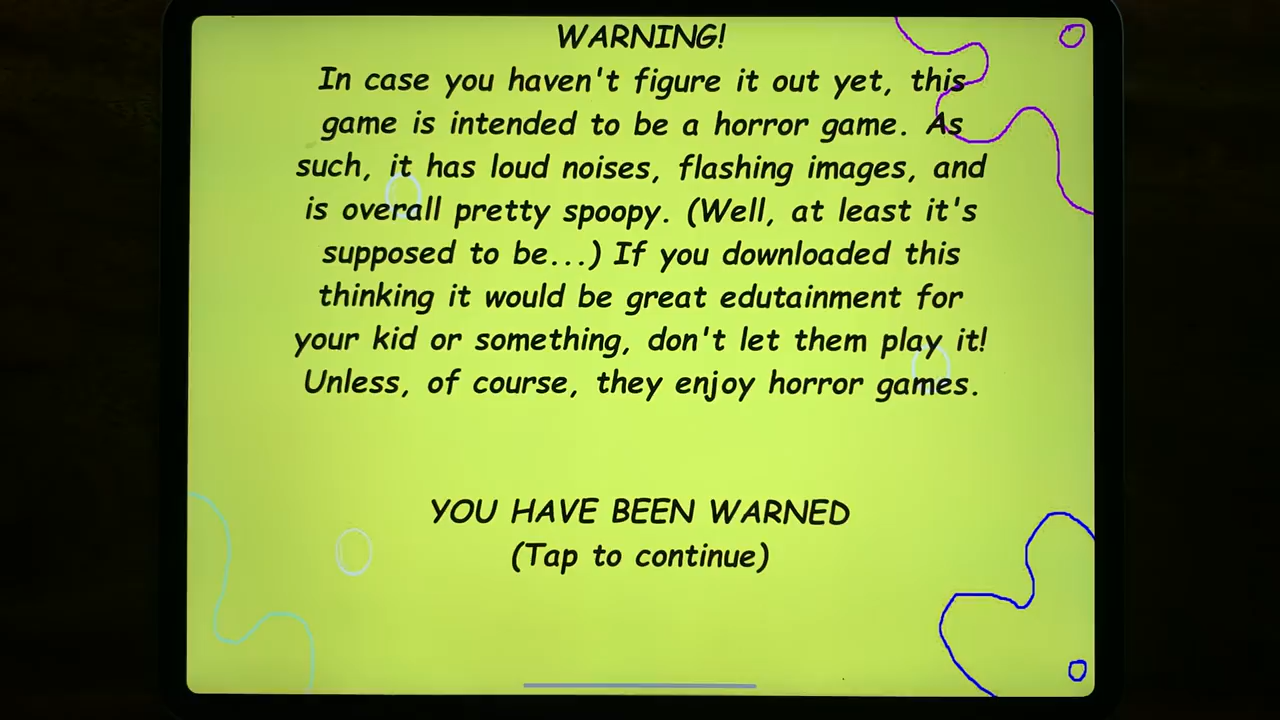 WARNING!
In case you haven't figure it out yet, this
game is intended to be a horror game. As
such, it has loud noises, flashing images, and
is overall pretty spoopy. (Well, at least it's
supposed to be...) If you downloaded this
thinking it would be great edutainment for
your kid or something, don't let them play it!
Unless, of course, they enjoy horror games.
YOU HAVE BEEN WARNED
(Tap to continue)